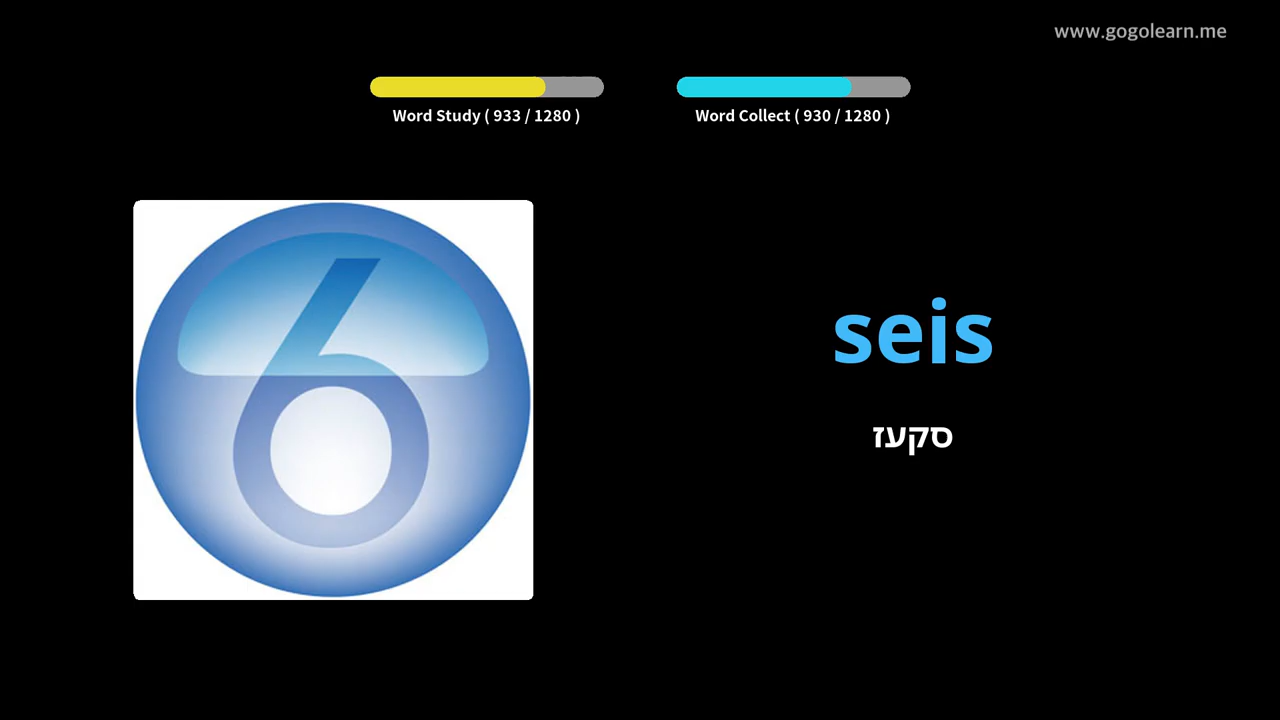 www.gogolearn.me
Word Study ( 933 / 1280 )
Word Collect ( 930 / 1280 )
6
seis
סקעז